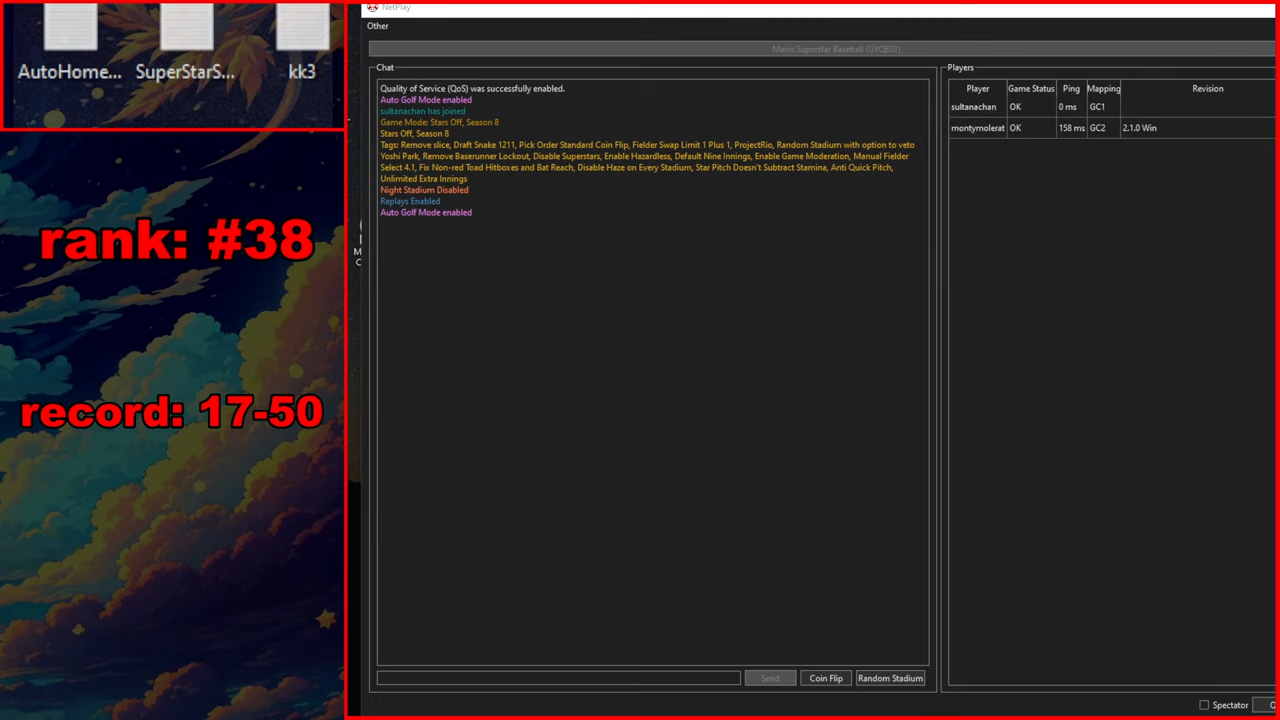 AutoHome...
SuperStarS...
kk3
rank: #38
record: 17-50
NetPlay
Other
Mario Superstar Baseball (GYQE01)
Chat
Quality of Service (QoS) was successfully enabled.
Auto Golf Mode enabled
sultanachan has joined
Game Mode: Stars Off, Season 8
Stars Off, Season 8
Tags: Remove slice, Draft Snake 1211, Pick Order Standard Coin Flip, Fielder Swap Limit 1 Plus 1, ProjectRio, Random Stadium with option to veto
Yoshi Park, Remove Baserunner Lockout, Disable Superstars, Enable Hazardless, Default Nine Innings, Enable Game Moderation, Manual Fielder
Select 4.1, Fix Non-red Toad Hitboxes and Bat Reach, Disable Haze on Every Stadium, Star Pitch Doesn't Subtract Stamina, Anti Quick Pitch,
Unlimited Extra Innings
Night Stadium Disabled
Replays Enabled
Auto Golf Mode enabled
Send
Coin Flip
Random Stadium
Players
Player Game Status Ping Mapping Revision
sultanachan OK 0 ms GC1
montymolerat OK 158 ms GC2 2.1.0 Win
Spectator